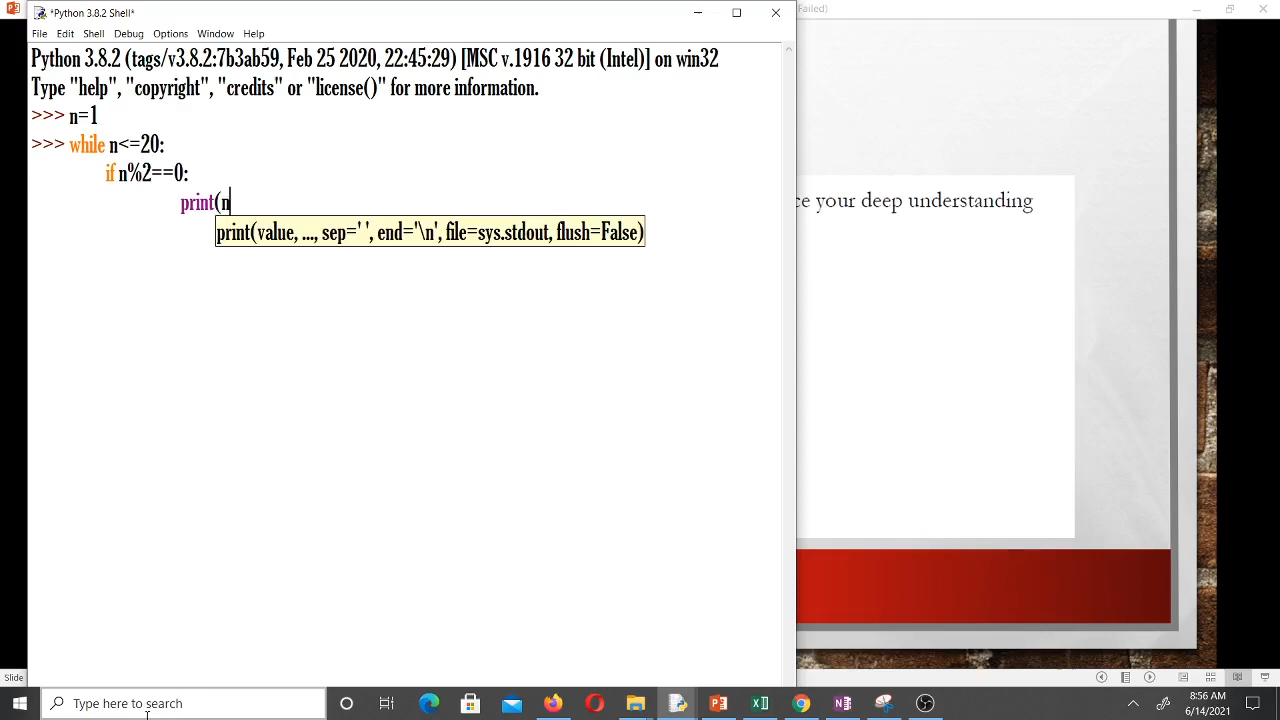 *Python 3.8.2 Shell*
Failed)
File Edit Shell Debug Options Window Help
Python 3.8.2 (tags/v3.8.2:7b3ab59, Feb 25 2020, 22:45:29) [MSC v.1916 32 bit (Intel)] on win32
Type "help", "copyright", "credits" or "license()" for more information.
>>> n=1
>>> while n<=20:
if n%2==0:
print(n
print(value, ..., sep=' ', end='\n', file=sys.stdout, flush=False)
ce your deep understanding
Slide
Type here to search
8:56 AM
6/14/2021